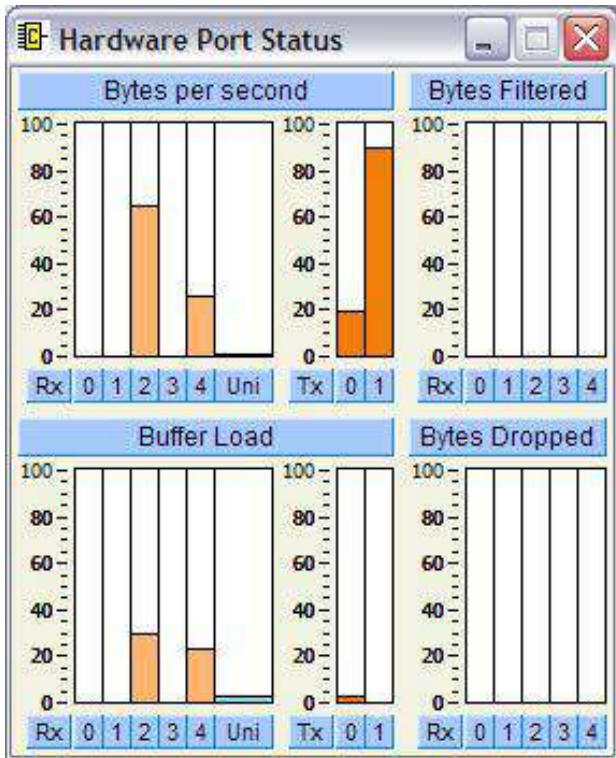 Hardware Port Status
Bytes per second
Bytes Filtered
100 100 100
80 80 80
60 60 60
40 40 40
20 20 20
0 0 0
Rx 0 1 2 3 4 Uni Tx 0 1 Rx 0 1 2 3 4
Buffer Load
Bytes Dropped
100 100 100
80 80 80
60 60 60
40 40 40
20 20 20
0 0 0
Rx 0 1 2 3 4 Uni Tx 0 1 Rx 0 1 2 3 4